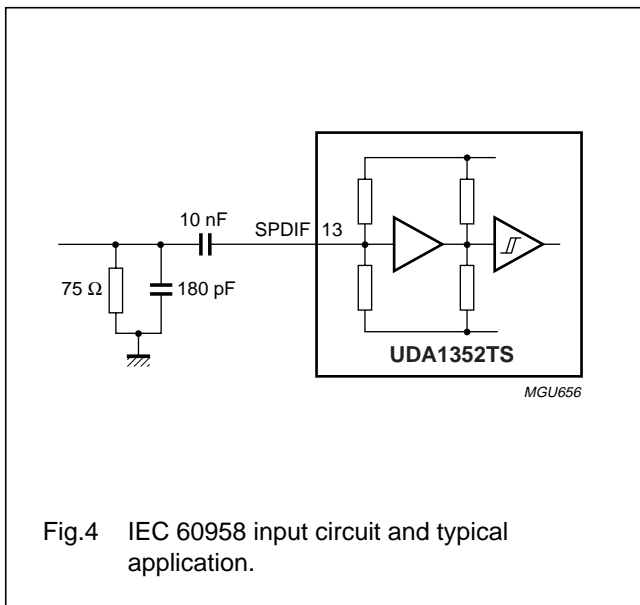 10 nF
SPDIF 13
75 Ω
180 pF
UDA1352TS
MGU656
Fig.4 IEC 60958 input circuit and typical
application.